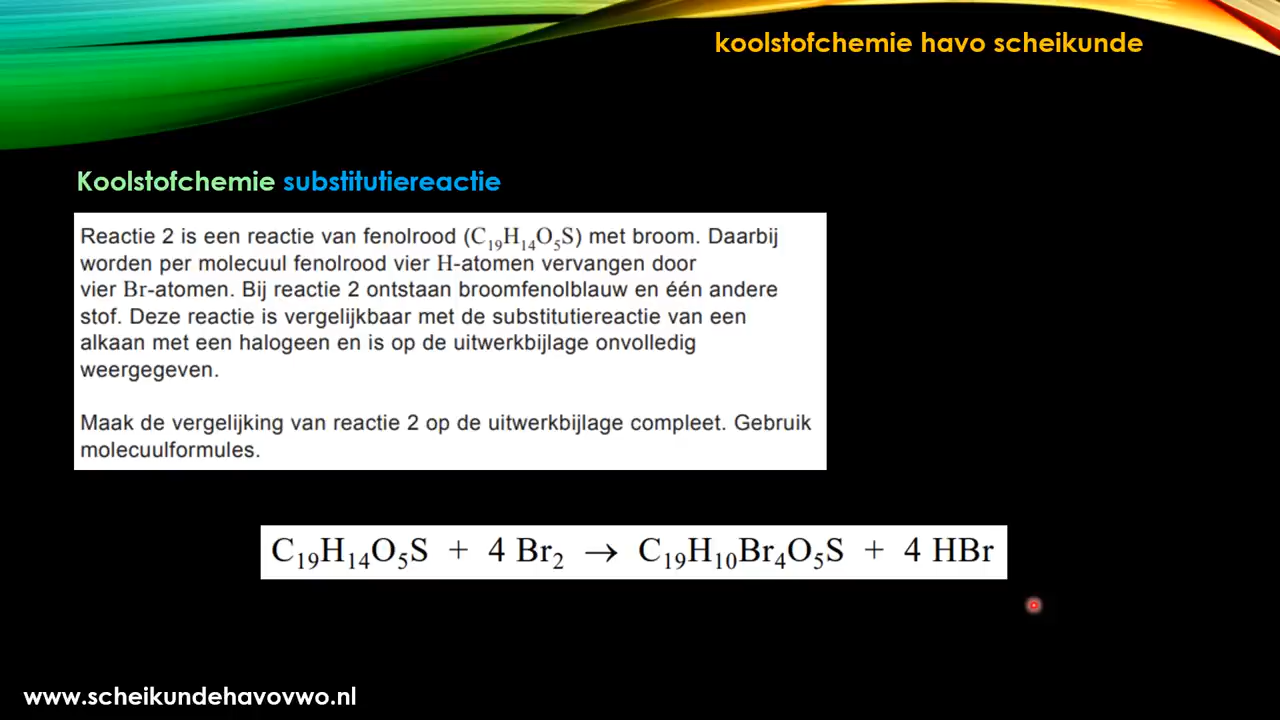 koolstofchemie havo scheikunde
Koolstofchemie substitutiereactie
Reactie 2 is een reactie van fenolrood (C₁₉H₁₄O₅S) met broom. Daarbij
worden per molecuul fenolrood vier H-atomen vervangen door
vier Br-atomen. Bij reactie 2 ontstaan broomfenolblauw en één andere
stof. Deze reactie is vergelijkbaar met de substitutiereactie van een
alkaan met een halogeen en is op de uitwerkbijlage onvolledig
weergegeven.
Maak de vergelijking van reactie 2 op de uitwerkbijlage compleet. Gebruik
molecuulformules.
C₁₉H₁₄O₅S + 4 Br₂ → C₁₉H₁₀Br₄O₅S + 4 HBr
www.scheikundehavovwo.nl